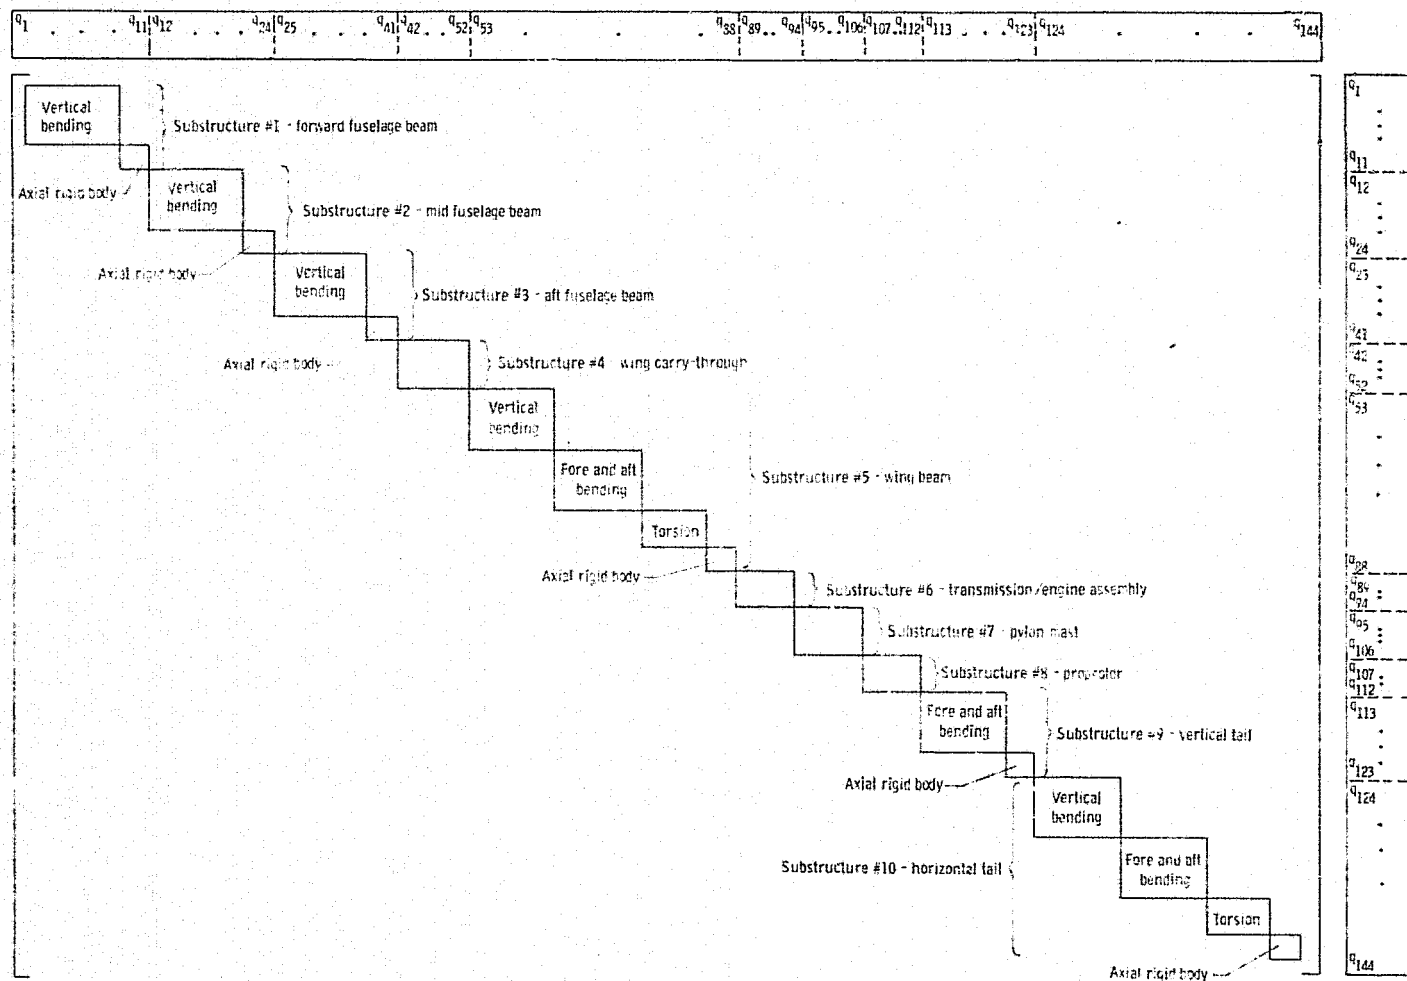 q1 . . . q11 q12 . . . q24 q25 . . . q41 q42 . . . q52 q53 . . . q88 q89 . . q94 q95 . . . q106 q107 . . q112 q113 . . . q123 q124 . . . q144
Vertical
bending
Substructure #1 - forward fuselage beam
Axial rigid body
Vertical
bending
Substructure #2 - mid fuselage beam
Axial rigid body
Vertical
bending
Substructure #3 - aft fuselage beam
Axial rigid body
Substructure #4 - wing carry-through
Vertical
bending
Fore and aft
bending
Substructure #5 - wing beam
Torsion
Axial rigid body
Substructure #6 - transmission/engine assembly
Substructure #7 - pylon mast
Substructure #8 - proprotor
Fore and aft
bending
Substructure #9 - vertical tail
Axial rigid body
Vertical
bending
Substructure #10 - horizontal tail
Fore and aft
bending
Torsion
Axial rigid body
q1
q11
q12
q24
q25
q41
q42
q52
q53
q88
q89
q94
q95
q106
q107
q112
q113
q123
q124
q144